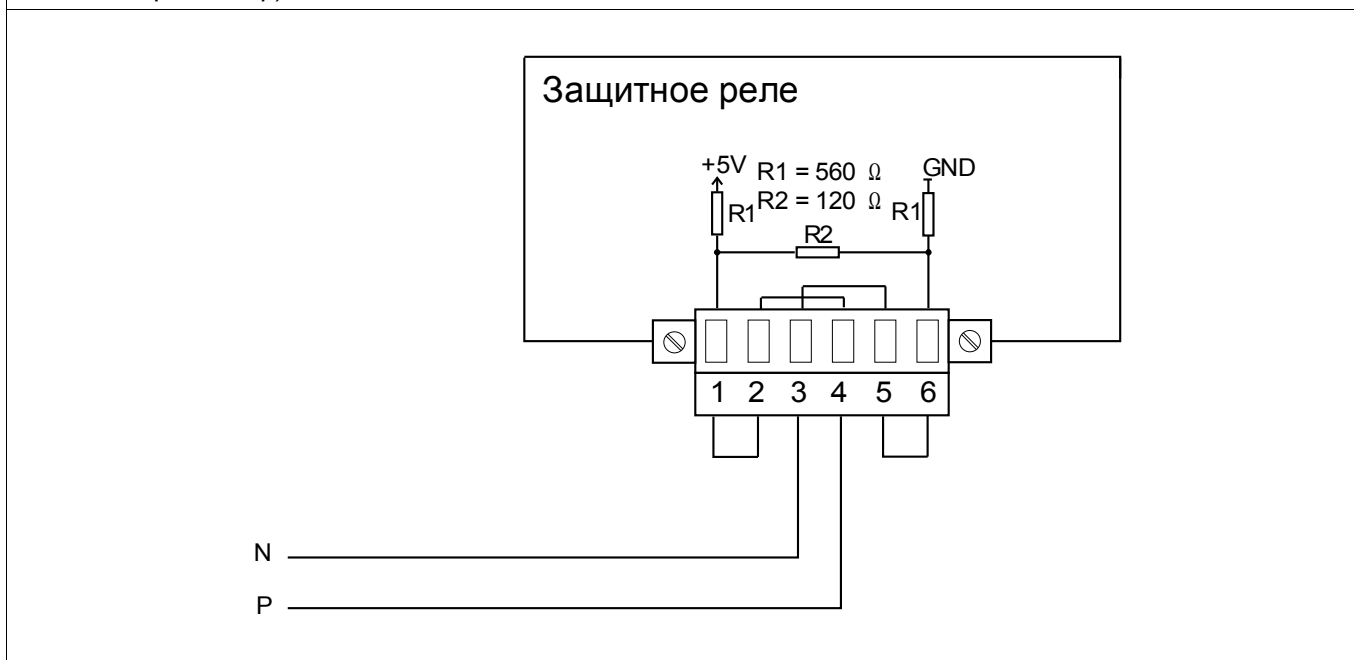 Защитное реле
+5V R1 = 560 Ω GND
R1 R2 = 120 Ω R1
R2
1 2 3 4 5 6
N
P